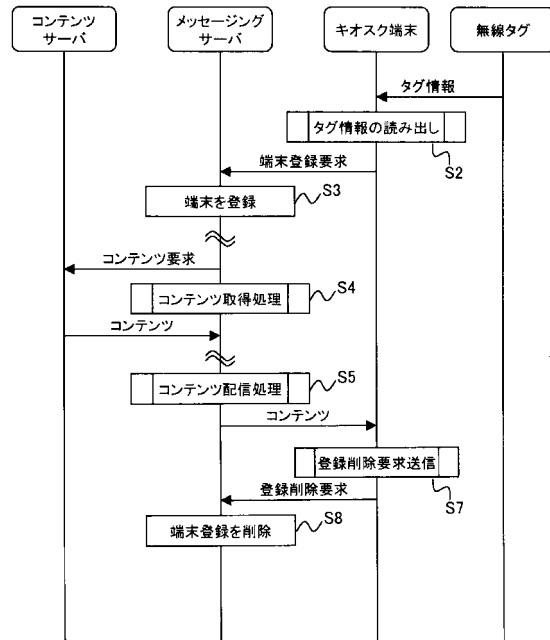 コンテンツ
サーバ
メッセージング
サーバ
キオスク端末
無線タグ
タグ情報
タグ情報の読み出し
S2
端末登録要求
端末を登録
S3
コンテンツ要求
コンテンツ取得処理
S4
コンテンツ
コンテンツ配信処理
S5
コンテンツ
登録削除要求送信
S7
登録削除要求
端末登録を削除
S8